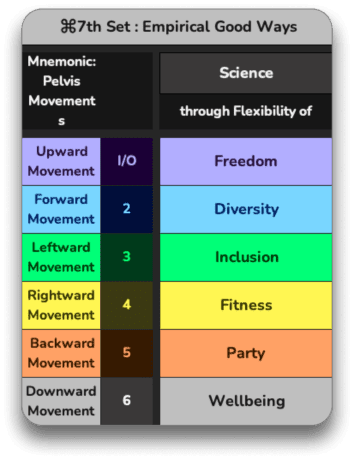 ⌘7th Set : Empirical Good Ways
Mnemonic:
Pelvis
Movement
s
Science
through Flexibility of
Upward
Movement
I/O
Freedom
Forward
Movement
2
Diversity
Leftward
Movement
3
Inclusion
Rightward
Movement
4
Fitness
Backward
Movement
5
Party
Downward
Movement
6
Wellbeing